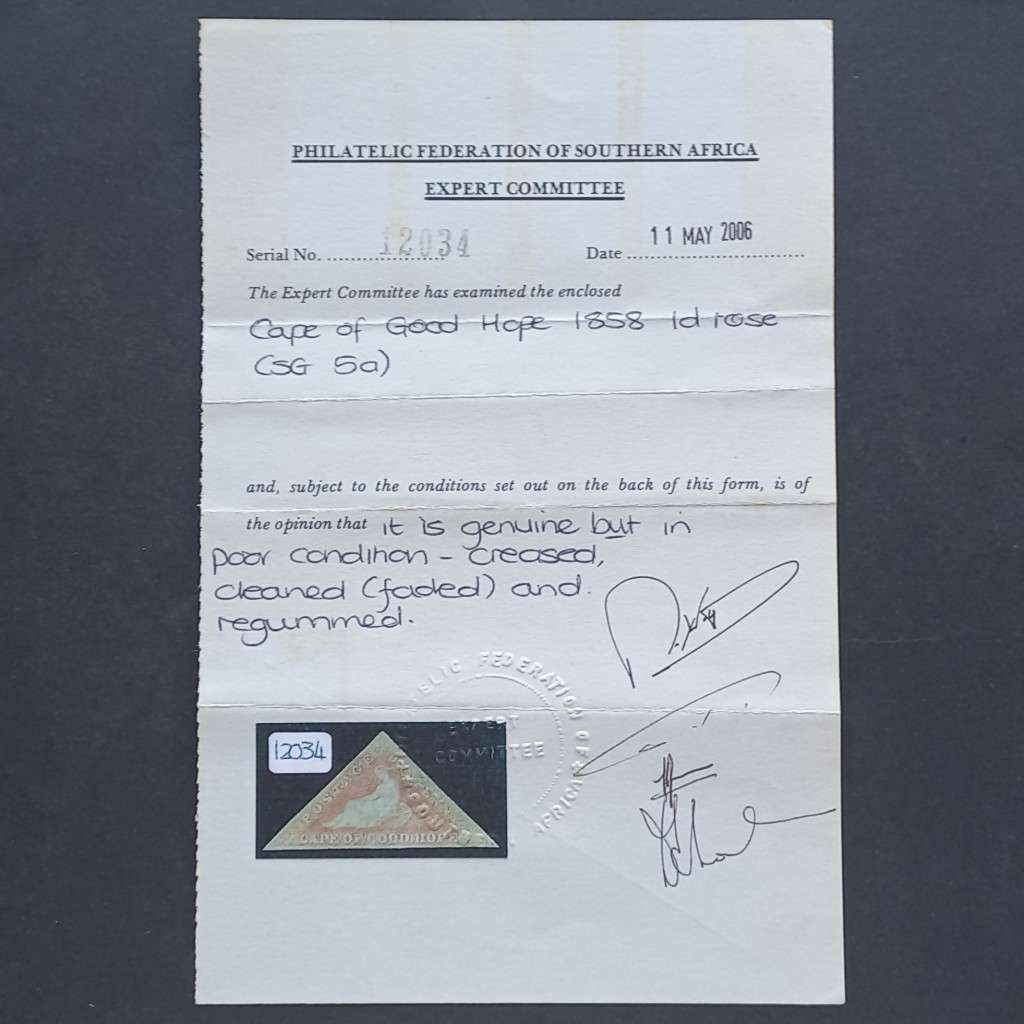 PHILATELIC FEDERATION OF SOUTHERN AFRICA
EXPERT COMMITTEE
Serial No. 12034 Date 11 MAY 2006
The Expert Committee has examined the enclosed
Cape of Good Hope 1858 1d rose
(SG 5a)
and, subject to the conditions set out on the back of this form, is of
the opinion that it is genuine but in
poor condition - creased,
cleaned (faded) and
regummed.
BLIC FEDERATION O
EXPERT
COMMITTEE
AFRICA
12034
POSTAGE
CAPE OF GOOD HOPE